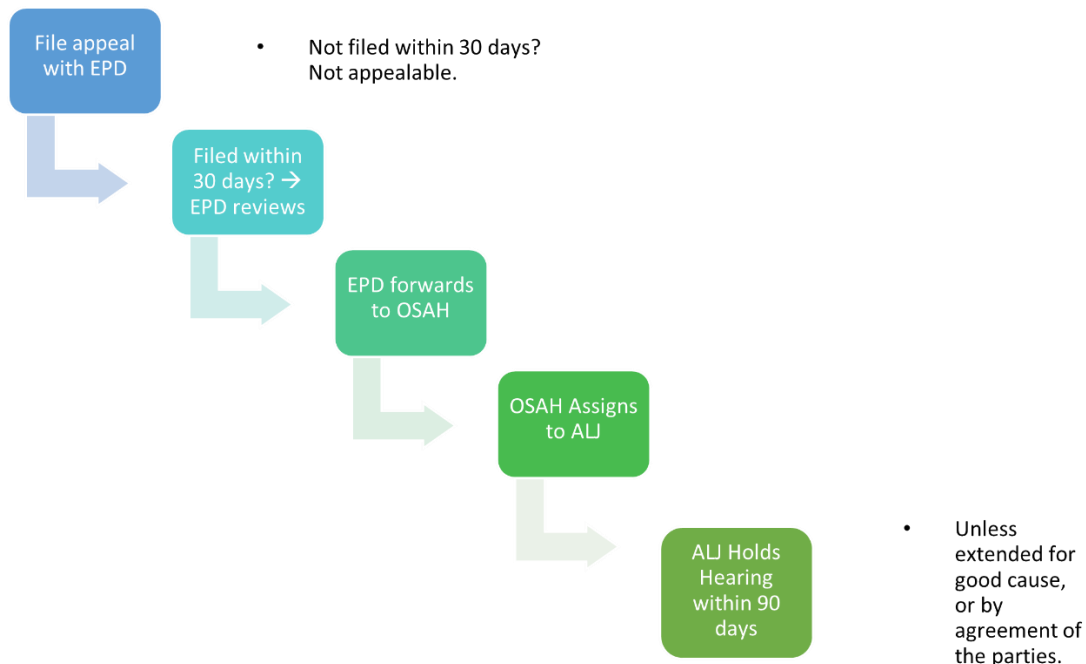 File appeal
with EPD
• Not filed within 30 days?
Not appealable.
Filed within
30 days? →
EPD reviews
EPD forwards
to OSAH
OSAH Assigns
to ALJ
ALJ Holds
Hearing
within 90
days
• Unless
extended for
good cause,
or by
agreement of
the parties.